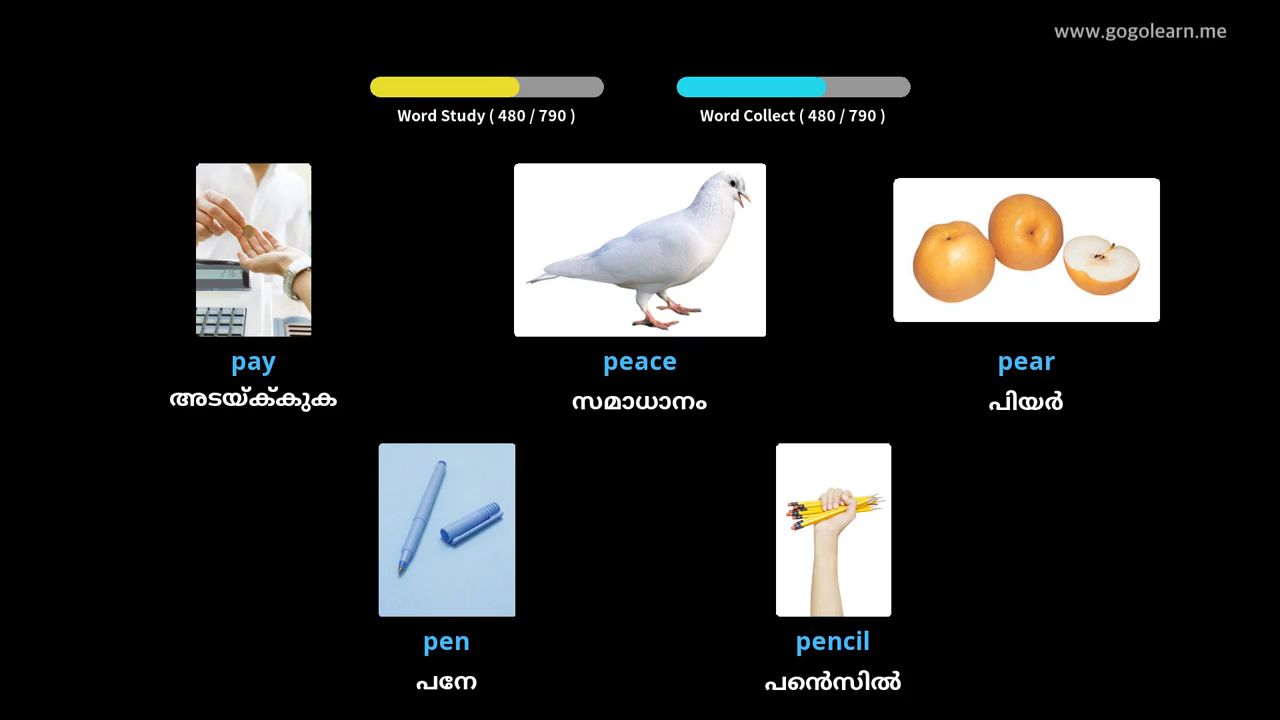 www.gogolearn.me
Word Study ( 480 / 790 )
Word Collect ( 480 / 790 )
pay
അടയ്ക്കുക
peace
സമാധാനം
pear
പിയർ
pen
പനേ
pencil
പൻെസിൽ